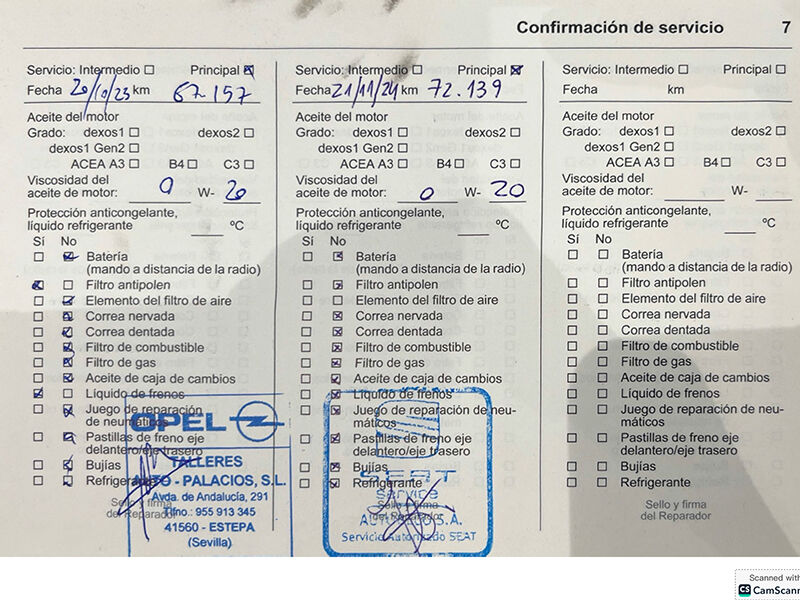 Confirmación de servicio 7
Servicio: Intermedio Principal
Fecha 20/10/23 km 67.157
Aceite del motor
Grado: dexos1 dexos2
dexos1 Gen2
ACEA A3 B4 C3
Viscosidad del
aceite de motor: 0 W- 20
Protección anticongelante,
líquido refrigerante ºC
Sí No
Batería
(mando a distancia de la radio)
Filtro antipolen
Elemento del filtro de aire
Correa nervada
Correa dentada
Filtro de combustible
Filtro de gas
Aceite de caja de cambios
Líquido de frenos
Juego de reparación
de neumáticos
Pastillas de freno eje
delantero/eje trasero
Bujías
Refrigerante
Sello y firma
del Reparador
OPEL
TALLERES
AUTO - PALACIOS, S.L.
Avda. de Andalucía, 291
Tlfno.: 955 913 345
41560 - ESTEPA
(Sevilla)
Servicio: Intermedio Principal
Fecha 21/11/24 km 72.139
Aceite del motor
Grado: dexos1 dexos2
dexos1 Gen2
ACEA A3 B4 C3
Viscosidad del
aceite de motor: 0 W- 20
Protección anticongelante,
líquido refrigerante ºC
Sí No
Batería
(mando a distancia de la radio)
Filtro antipolen
Elemento del filtro de aire
Correa nervada
Correa dentada
Filtro de combustible
Filtro de gas
Aceite de caja de cambios
Líquido de frenos
Juego de reparación de neu-
máticos
Pastillas de freno eje
delantero/eje trasero
Bujías
Refrigerante
Sello y firma
del Reparador
SEAT
Service
S.A.
Servicio Autorizado SEAT
Servicio: Intermedio Principal
Fecha km
Aceite del motor
Grado: dexos1 dexos2
dexos1 Gen2
ACEA A3 B4 C3
Viscosidad del
aceite de motor: W-
Protección anticongelante,
líquido refrigerante ºC
Sí No
Batería
(mando a distancia de la radio)
Filtro antipolen
Elemento del filtro de aire
Correa nervada
Correa dentada
Filtro de combustible
Filtro de gas
Aceite de caja de cambios
Líquido de frenos
Juego de reparación de neu-
máticos
Pastillas de freno eje
delantero/eje trasero
Bujías
Refrigerante
Sello y firma
del Reparador
Scanned with
CS CamScann